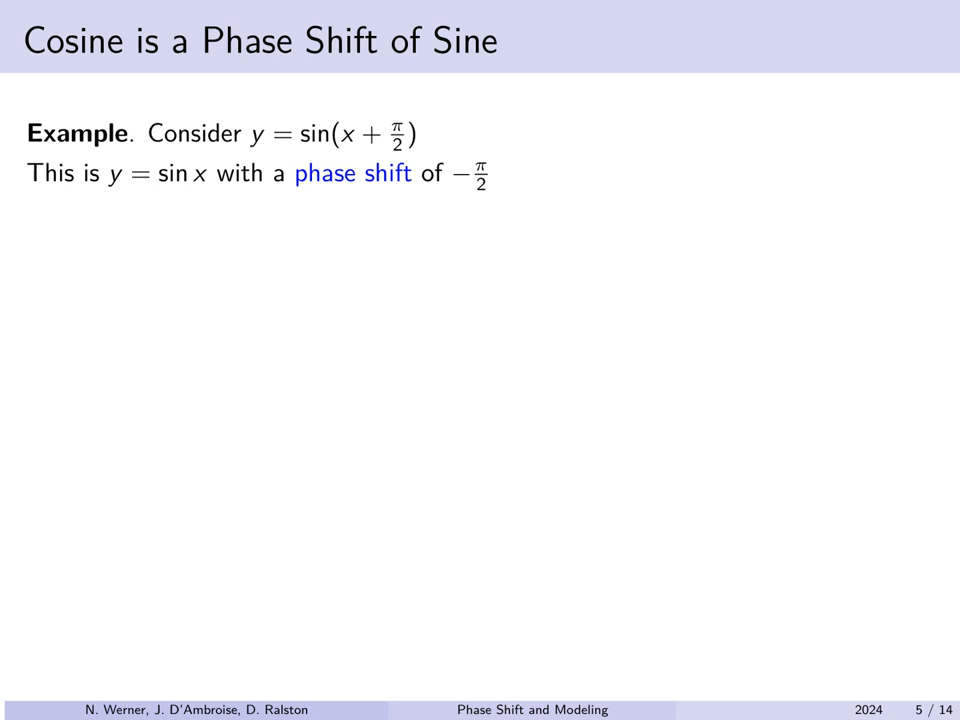 Cosine is a Phase Shift of Sine
Example. Consider y = sin(x + π/2)
This is y = sin x with a phase shift of −π/2
N. Werner, J. D'Ambroise, D. Ralston Phase Shift and Modeling 2024 5 / 14